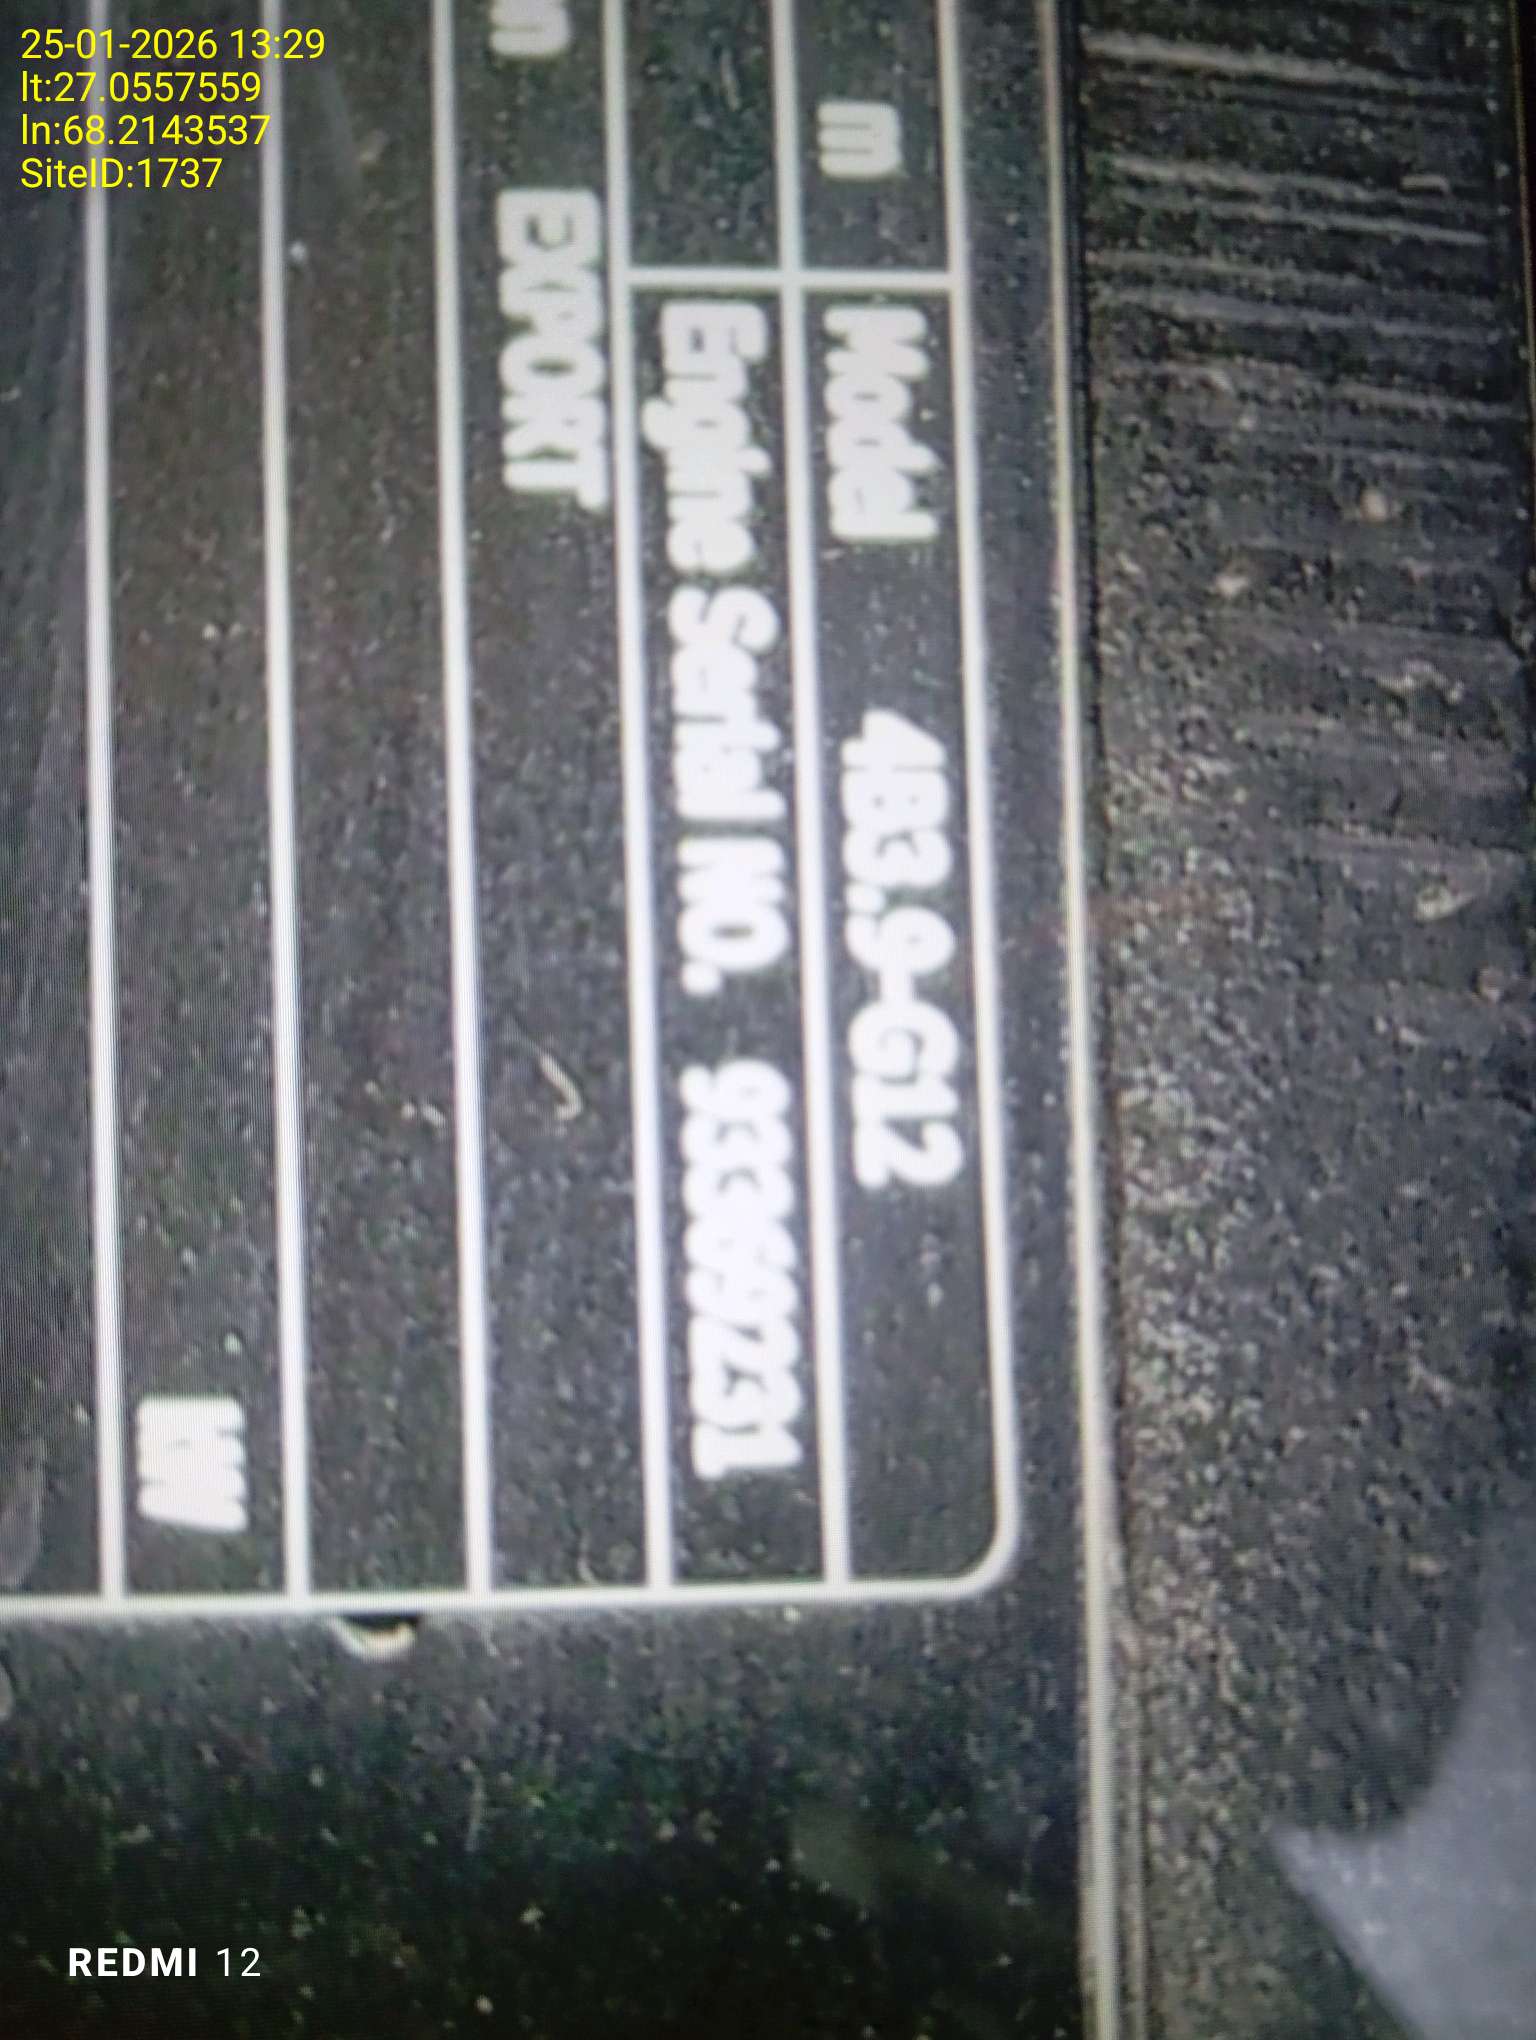 25-01-2026 13:29
lt:27.0557559
ln:68.2143537
SiteID:1737
m
Model 4B3.9-G12
Engine Serial NO.
n EXPORT
kW
REDMI 12